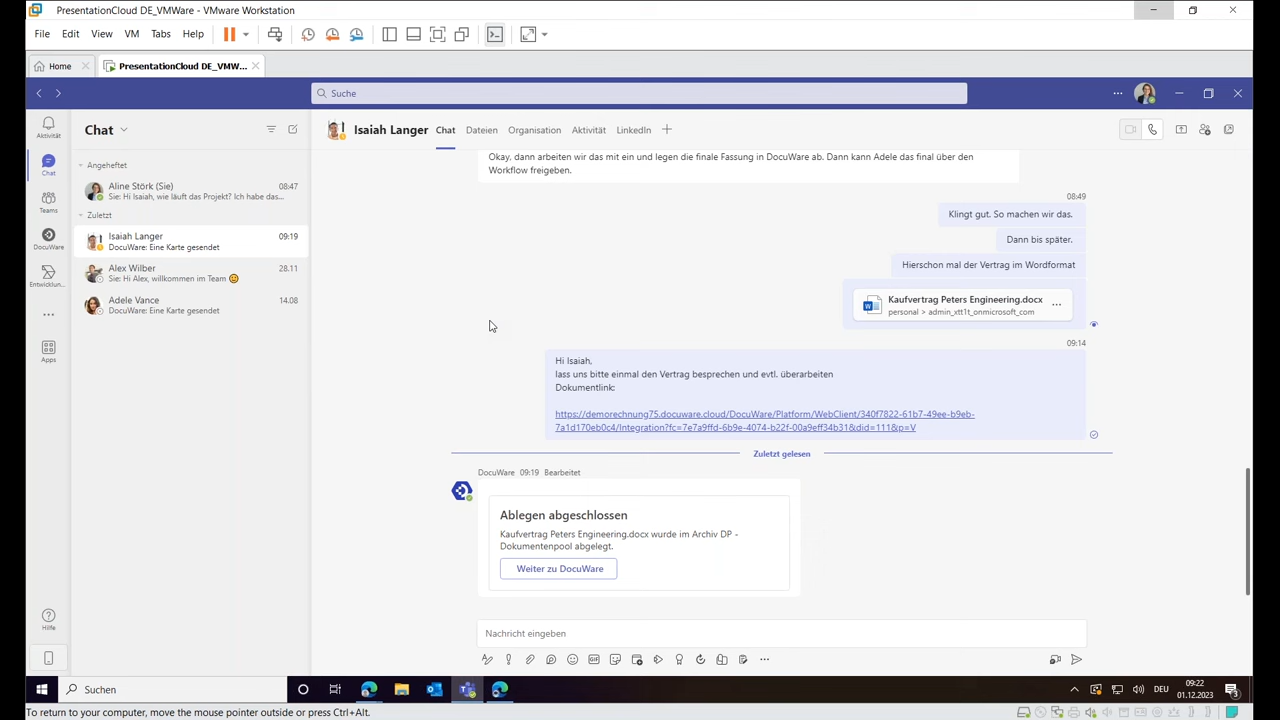 PresentationCloud DE_VMWare - VMware Workstation
File Edit View VM Tabs Help
Home
PresentationCloud DE_VMW...
Suche
Aktivität
Chat
Teams
DocuWare
Entwicklun...
Apps
Hilfe
Chat
Angeheftet
Aline Störk (Sie) 08:47
Sie: Hi Isaiah, wie läuft das Projekt? Ich habe das...
Zuletzt
Isaiah Langer 09:19
DocuWare: Eine Karte gesendet
Alex Wilber 28.11
Sie: Hi Alex, willkommen im Team
Adele Vance 14.08
DocuWare: Eine Karte gesendet
Isaiah Langer Chat Dateien Organisation Aktivität LinkedIn
Okay, dann arbeiten wir das mit ein und legen die finale Fassung in DocuWare ab. Dann kann Adele das final über den
Workflow freigeben.
08:49
Klingt gut. So machen wir das.
Dann bis später.
Hierschon mal der Vertrag im Wordformat
Kaufvertrag Peters Engineering.docx
personal > admin_xtt1t_onmicrosoft_com
09:14
Hi Isaiah,
lass uns bitte einmal den Vertrag besprechen und evtl. überarbeiten
Dokumentlink:
https://demorechnung75.docuware.cloud/DocuWare/Platform/WebClient/340f7822-61b7-49ee-b9eb-
7a1d170eb0c4/Integration?fc=7e7a9ffd-6b9e-4074-b22f-00a9eff34b31&did=111&p=V
Zuletzt gelesen
DocuWare 09:19 Bearbeitet
Ablegen abgeschlossen
Kaufvertrag Peters Engineering.docx wurde im Archiv DP -
Dokumentenpool abgelegt.
Weiter zu DocuWare
Nachricht eingeben
GIF
Suchen
DEU
09:22
01.12.2023
3
To return to your computer, move the mouse pointer outside or press Ctrl+Alt.